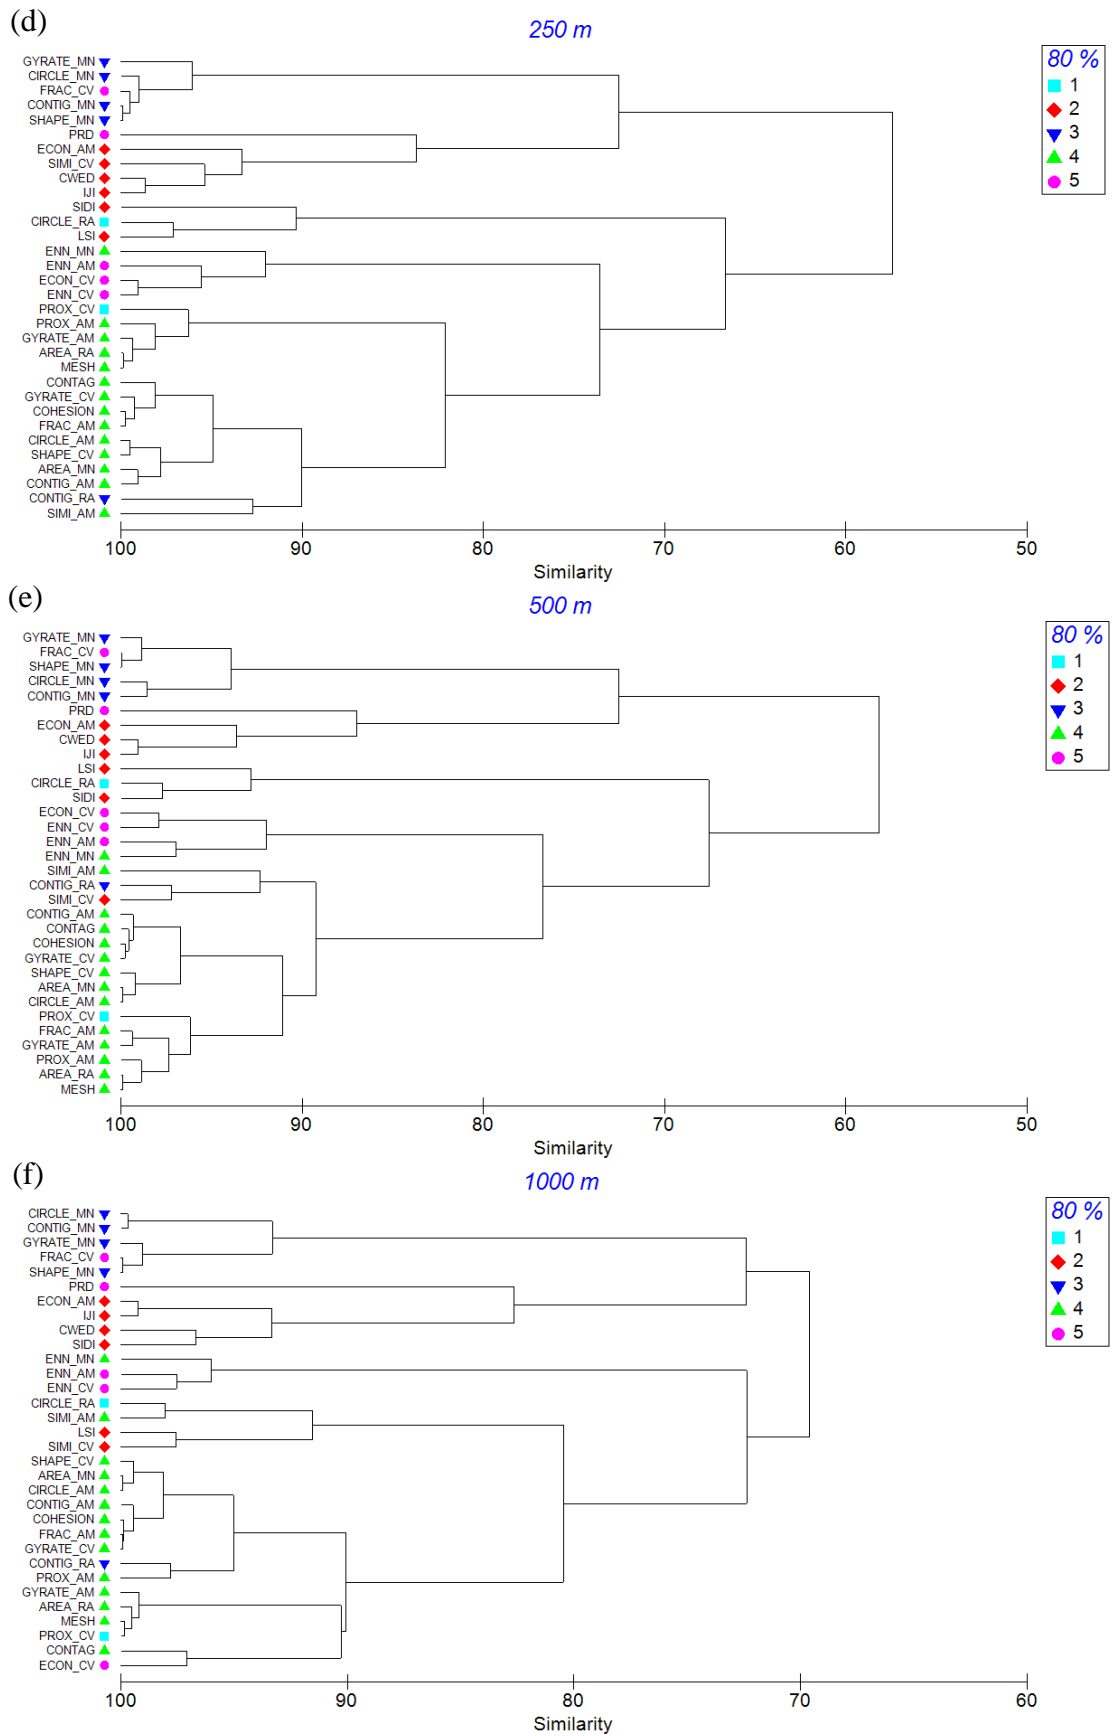 (d)
250 m
GYRATE_MN
CIRCLE_MN
FRAC_CV
CONTIG_MN
SHAPE_MN
PRD
ECON_AM
SIMI_CV
CWED
IJI
SIDI
CIRCLE_RA
LSI
ENN_MN
ENN_AM
ECON_CV
ENN_CV
PROX_CV
PROX_AM
GYRATE_AM
AREA_RA
MESH
CONTAG
GYRATE_CV
COHESION
FRAC_AM
CIRCLE_AM
SHAPE_CV
AREA_MN
CONTIG_AM
CONTIG_RA
SIMI_AM
100 90 80 70 60 50
Similarity
80 %
1
2
3
4
5
(e)
500 m
GYRATE_MN
FRAC_CV
SHAPE_MN
CIRCLE_MN
CONTIG_MN
PRD
ECON_AM
CWED
IJI
LSI
CIRCLE_RA
SIDI
ECON_CV
ENN_CV
ENN_AM
ENN_MN
SIMI_AM
CONTIG_RA
SIMI_CV
CONTIG_AM
CONTAG
COHESION
GYRATE_CV
SHAPE_CV
AREA_MN
CIRCLE_AM
PROX_CV
FRAC_AM
GYRATE_AM
PROX_AM
AREA_RA
MESH
100 90 80 70 60 50
Similarity
80 %
1
2
3
4
5
(f)
1000 m
CIRCLE_MN
CONTIG_MN
GYRATE_MN
FRAC_CV
SHAPE_MN
PRD
ECON_AM
IJI
CWED
SIDI
ENN_MN
ENN_AM
ENN_CV
CIRCLE_RA
SIMI_AM
LSI
SIMI_CV
SHAPE_CV
AREA_MN
CIRCLE_AM
CONTIG_AM
COHESION
FRAC_AM
GYRATE_CV
CONTIG_RA
PROX_AM
GYRATE_AM
AREA_RA
MESH
PROX_CV
CONTAG
ECON_CV
100 90 80 70 60
Similarity
80 %
1
2
3
4
5